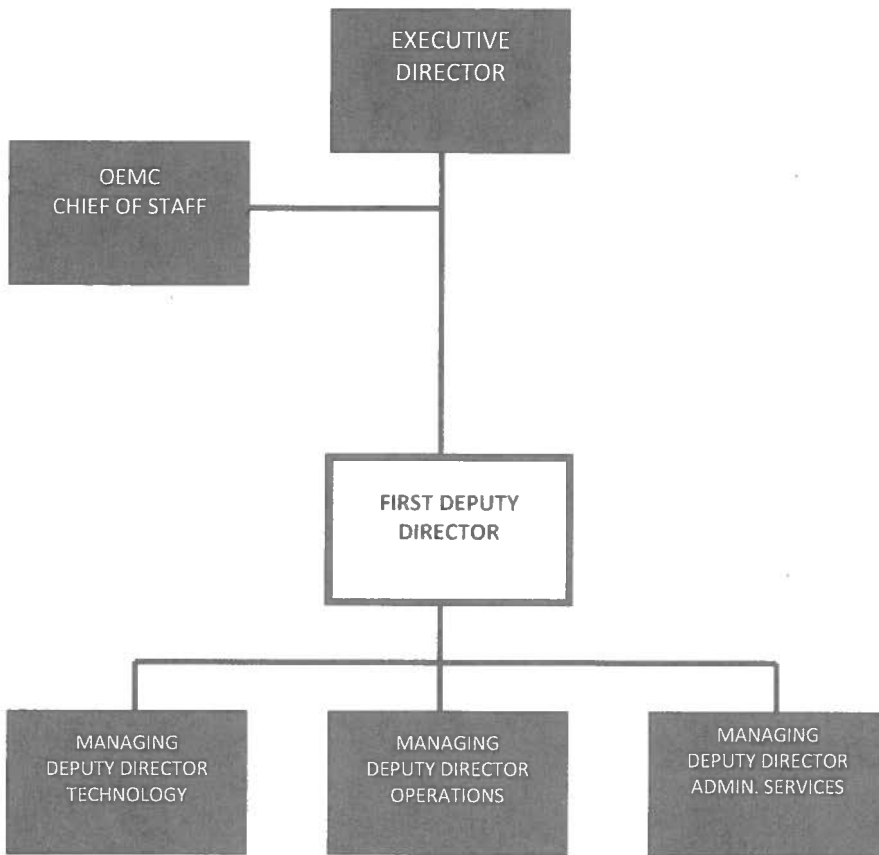 EXECUTIVE
DIRECTOR
OEMC
CHIEF OF STAFF
FIRST DEPUTY
DIRECTOR
MANAGING
DEPUTY DIRECTOR
TECHNOLOGY
MANAGING
DEPUTY DIRECTOR
OPERATIONS
MANAGING
DEPUTY DIRECTOR
ADMIN. SERVICES